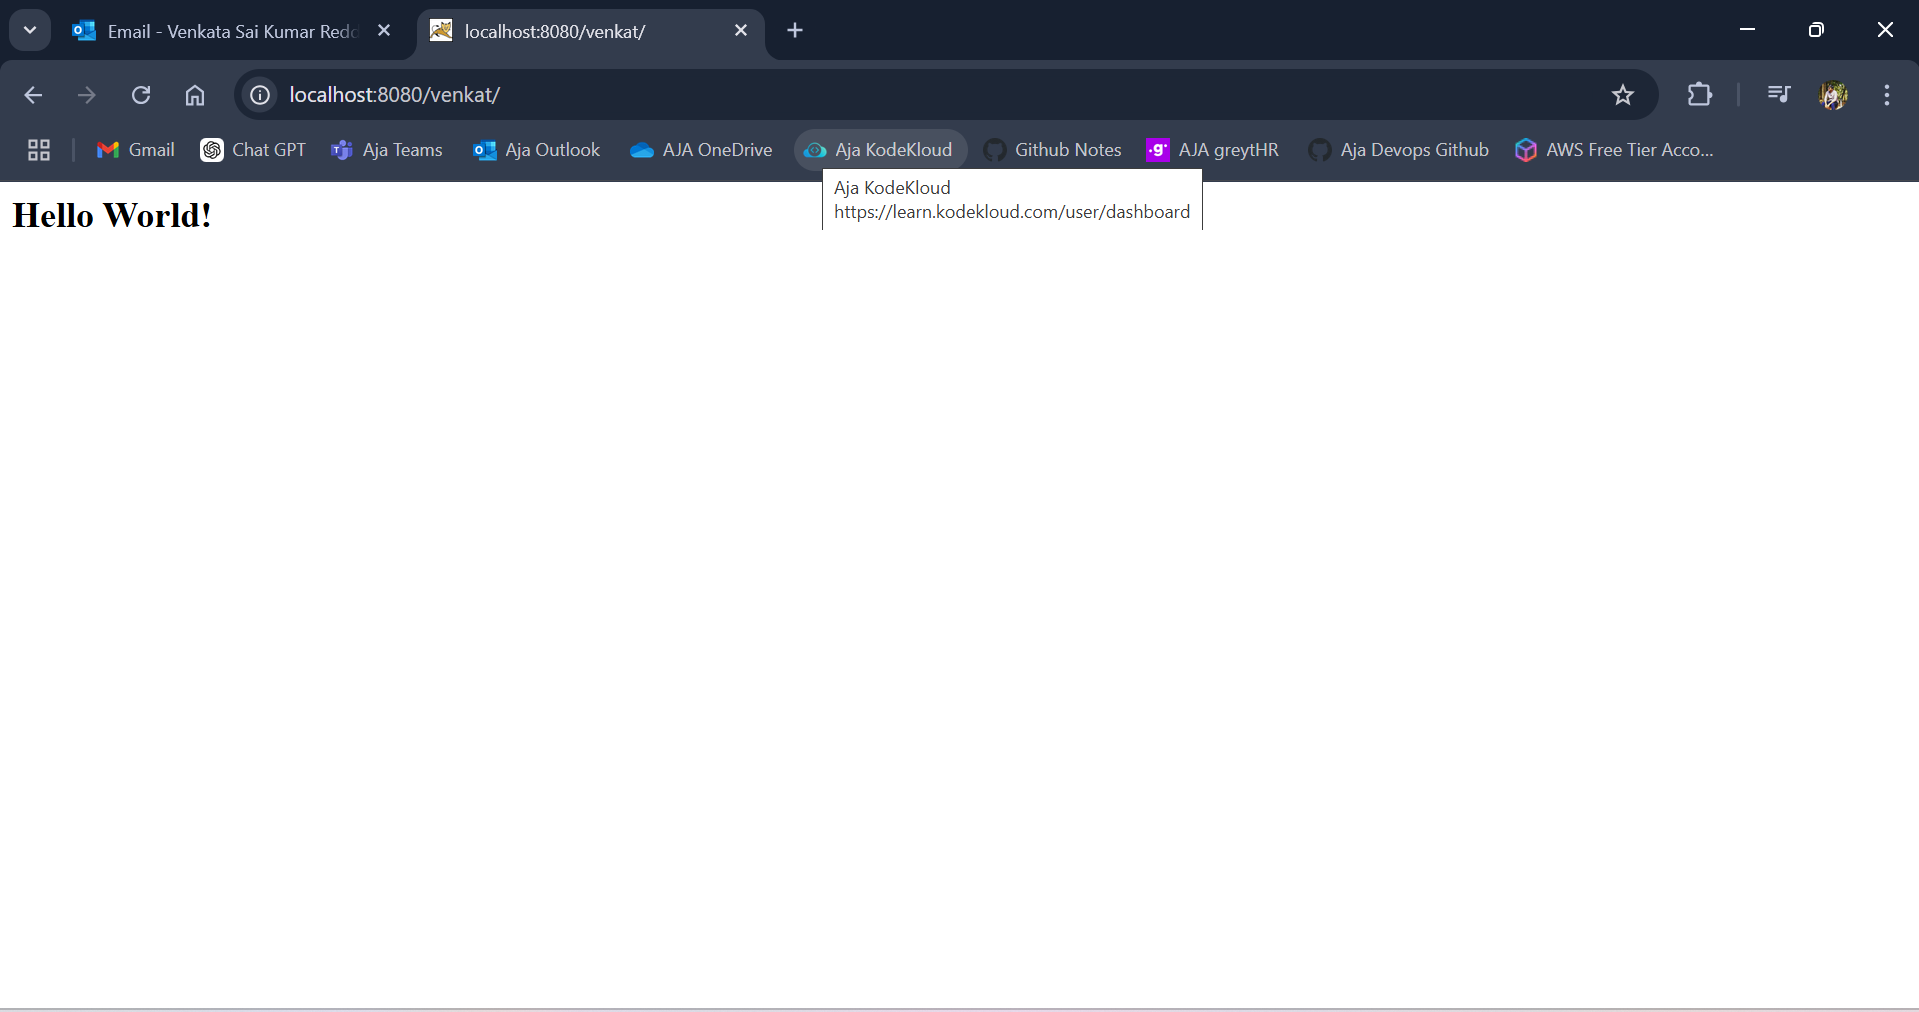 Email - Venkata Sai Kumar Redd
localhost:8080/venkat/
localhost:8080/venkat/
Gmail
Chat GPT
Aja Teams
Aja Outlook
AJA OneDrive
Aja KodeKloud
Github Notes
AJA greytHR
Aja Devops Github
AWS Free Tier Acco...
Aja KodeKloud
https://learn.kodekloud.com/user/dashboard
Hello World!